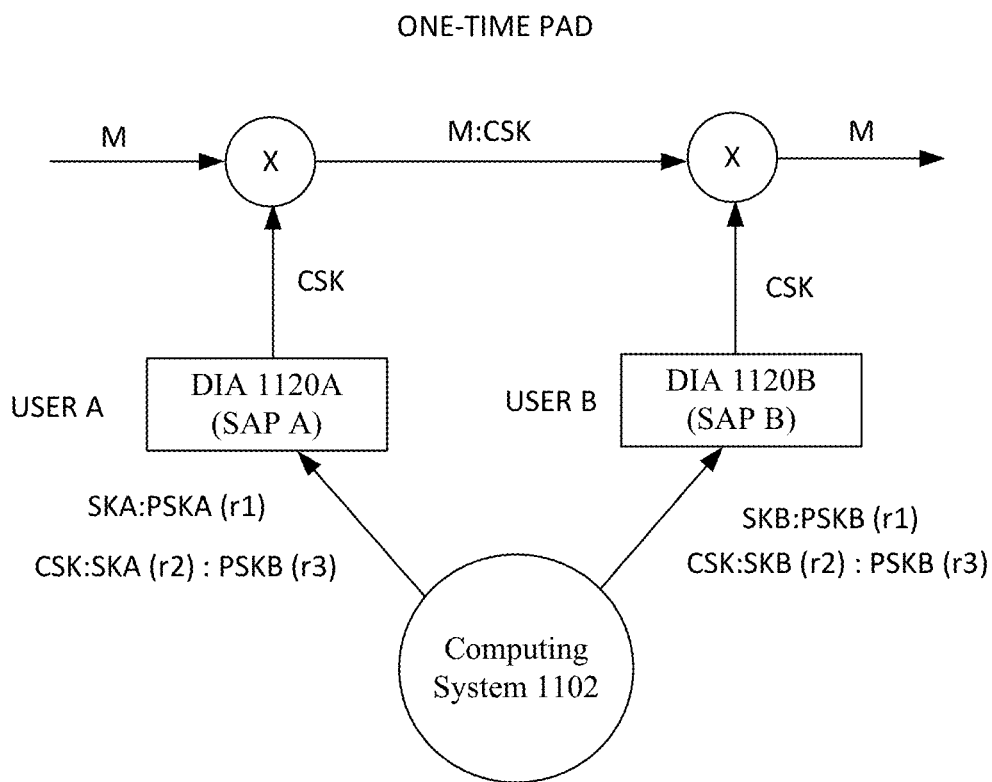 ONE-TIME PAD
M
X
M:CSK
X
M
CSK
CSK
USER A
DIA 1120A
(SAP A)
USER B
DIA 1120B
(SAP B)
SKA:PSKA (r1)
CSK:SKA (r2) : PSKB (r3)
SKB:PSKB (r1)
CSK:SKB (r2) : PSKB (r3)
Computing
System 1102